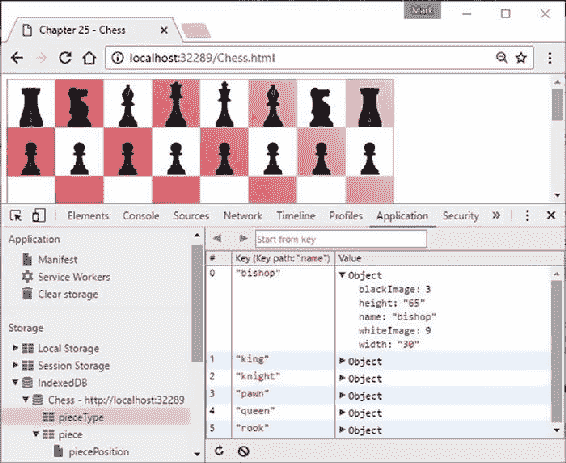 Mark
Chapter 25 - Chess
localhost:32289/Chess.html
Elements Console Sources Network Timeline Profiles Application Security »
Application
Manifest
Service Workers
Clear storage
Storage
Local Storage
Session Storage
IndexedDB
Chess - http://localhost:32289
pieceType
piece
piecePosition
Start from key
# Key (Key path: "name") Value
0 "bishop" Object
blackImage: 3
height: "65"
name: "bishop"
whiteImage: 9
width: "30"
1 "king" Object
2 "knight" Object
3 "pawn" Object
4 "queen" Object
5 "rook" Object